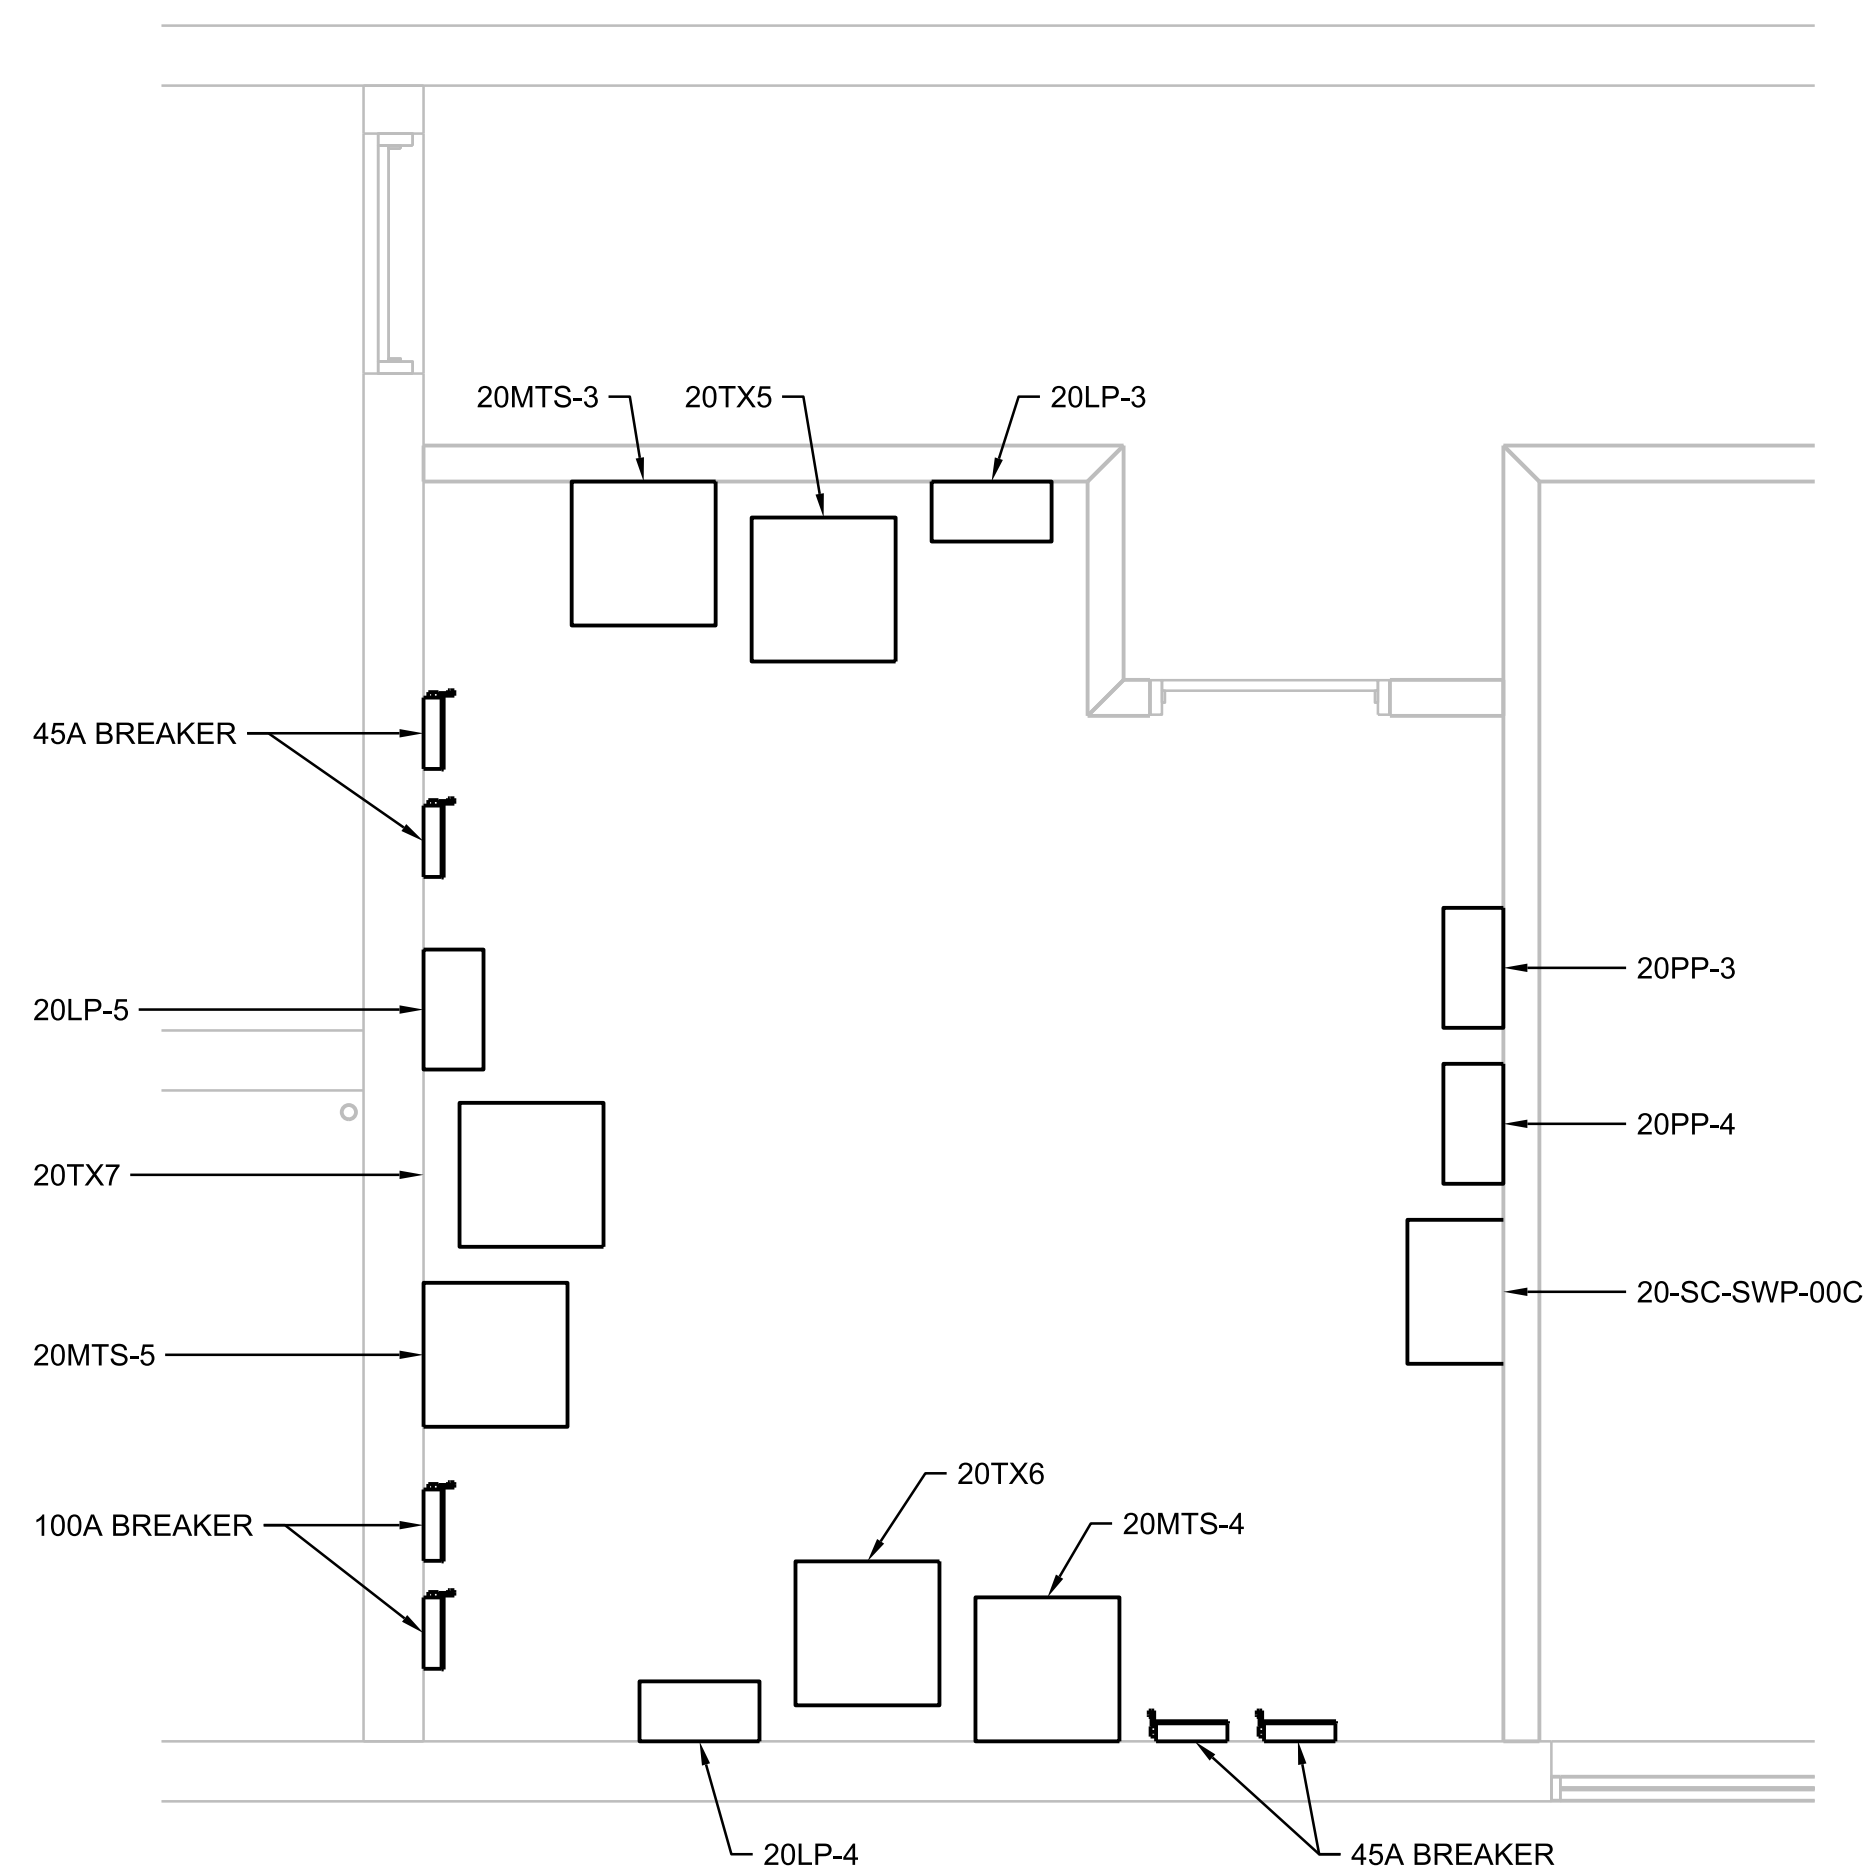 20MTS-3
20TX5
20LP-3
45A BREAKER
20PP-3
20LP-5
20PP-4
20TX7
20-SC-SWP-00C
20MTS-5
20TX6
20MTS-4
100A BREAKER
20LP-4
45A BREAKER